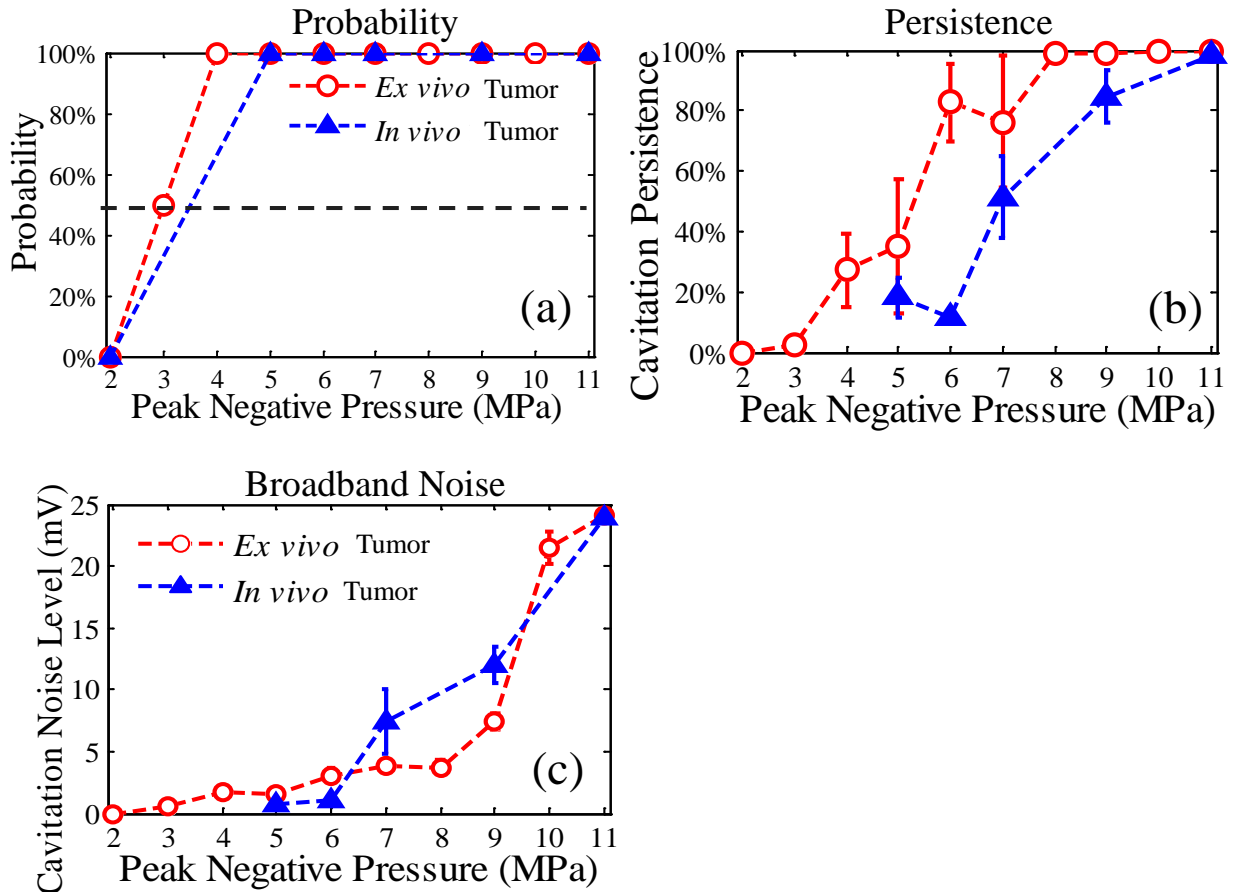 Probability
Probability
100%
80%
60%
40%
20%
0%
Ex vivo Tumor
In vivo Tumor
(a)
2 3 4 5 6 7 8 9 10 11
Peak Negative Pressure (MPa)
Persistence
Cavitation Persistence
100%
80%
60%
40%
20%
0%
(b)
2 3 4 5 6 7 8 9 10 11
Peak Negative Pressure (MPa)
Broadband Noise
Cavitation Noise Level (mV)
25
20
15
10
5
0
Ex vivo Tumor
In vivo Tumor
(c)
2 3 4 5 6 7 8 9 10 11
Peak Negative Pressure (MPa)